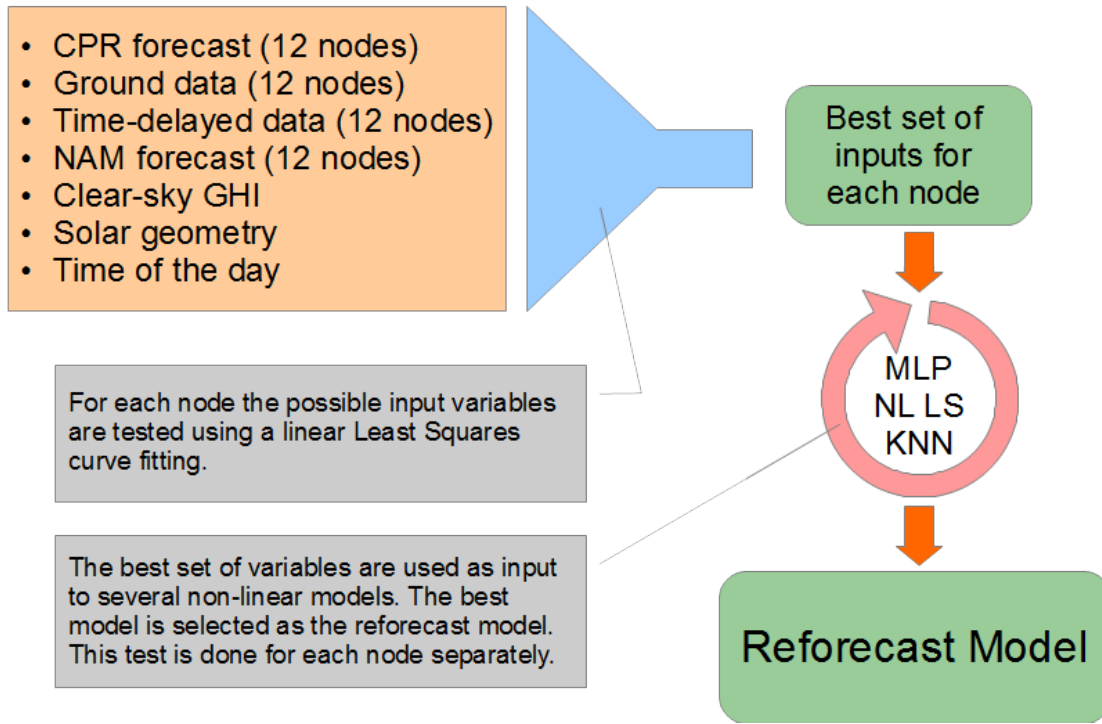 • CPR forecast (12 nodes)
• Ground data (12 nodes)
• Time-delayed data (12 nodes)
• NAM forecast (12 nodes)
• Clear-sky GHI
• Solar geometry
• Time of the day
Best set of
inputs for
each node
MLP
NL LS
KNN
For each node the possible input variables
are tested using a linear Least Squares
curve fitting.
The best set of variables are used as input
to several non-linear models. The best
model is selected as the reforecast model.
This test is done for each node separately.
Reforecast Model